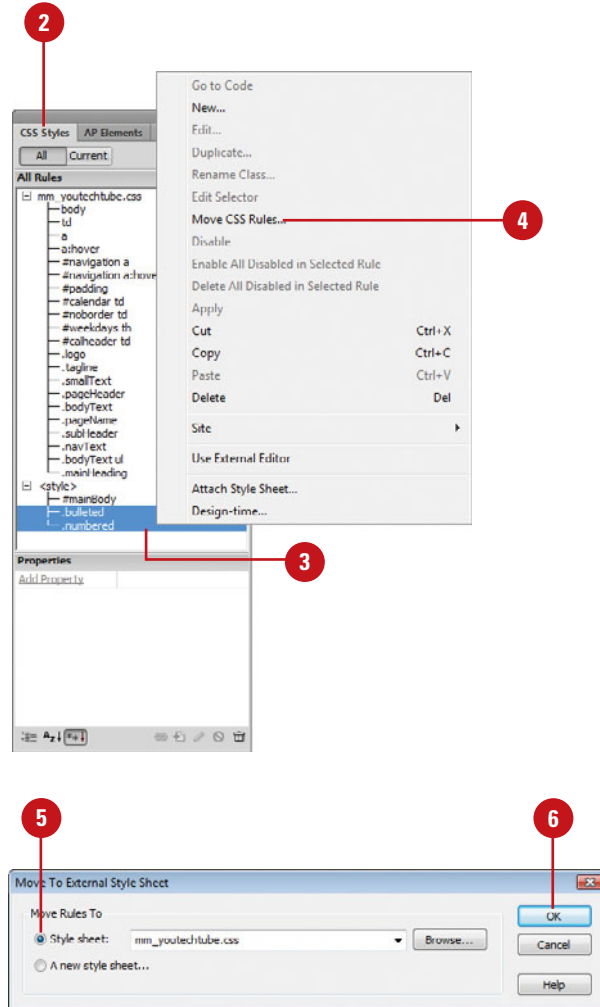 2
Go to Code
New...
Edit...
Duplicate...
Rename Class...
Edit Selector
Move CSS Rules...
4
Disable
Enable All Disabled in Selected Rule
Delete All Disabled in Selected Rule
Apply
Cut Ctrl+X
Copy Ctrl+C
Paste Ctrl+V
Delete Del
Site
Use External Editor
Attach Style Sheet...
Design-time...
CSS Styles AP Elements
All Current
All Rules
mm_youtechtube.css
body
td
a
a:hover
#navigation a
#navigation a:hove
#padding
#calendar td
#noborder td
#weekdays th
#calheader td
.logo
.tagline
.smallText
.pageHeader
.bodyText
.pageName
.subHeader
.navText
.bodyText ul
.mainHeading
<style>
#mainBody
.bulleted
.numbered
3
Properties
Add Property
5
6
Move To External Style Sheet
Move Rules To
Style sheet: mm_youtechtube.css Browse...
A new style sheet...
OK
Cancel
Help